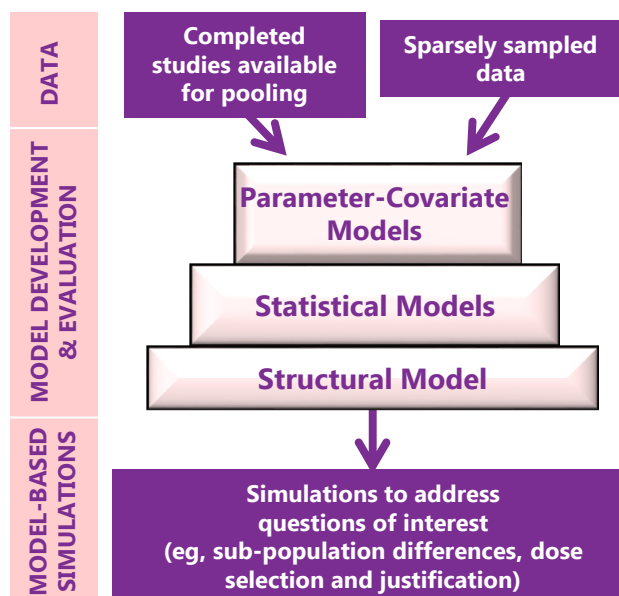 DATA
Completed
studies available
for pooling
Sparsely sampled
data
MODEL DEVELOPMENT
& EVALUATION
Parameter-Covariate
Models
Statistical Models
Structural Model
MODEL-BASED
SIMULATIONS
Simulations to address
questions of interest
(eg, sub-population differences, dose
selection and justification)